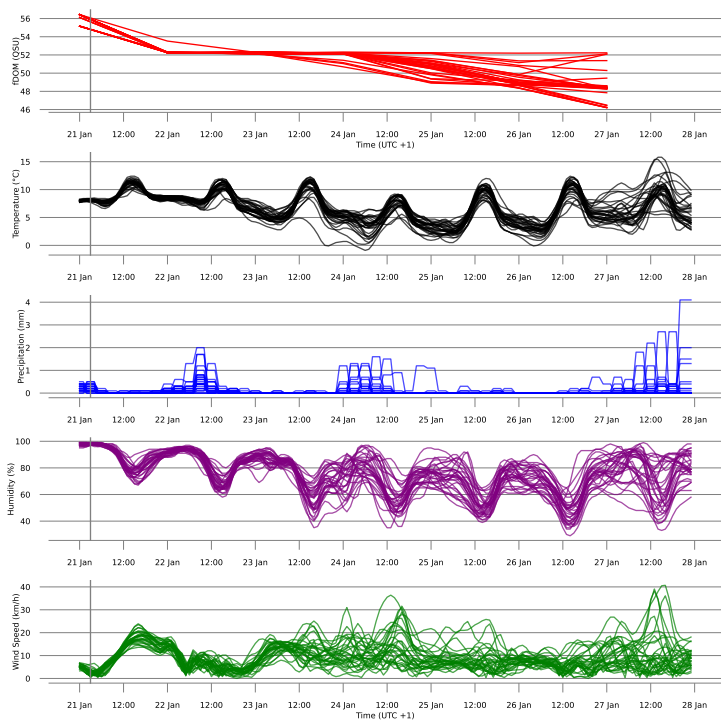 56
54
52
50
48
46
fDOM (QSU)
21 Jan 12:00 22 Jan 12:00 23 Jan 12:00 24 Jan 12:00 25 Jan 12:00 26 Jan 12:00 27 Jan 12:00 28 Jan
Time (UTC +1)
15
10
5
0
Temperature (°C)
21 Jan 12:00 22 Jan 12:00 23 Jan 12:00 24 Jan 12:00 25 Jan 12:00 26 Jan 12:00 27 Jan 12:00 28 Jan
4
3
2
1
0
Precipitation (mm)
21 Jan 12:00 22 Jan 12:00 23 Jan 12:00 24 Jan 12:00 25 Jan 12:00 26 Jan 12:00 27 Jan 12:00 28 Jan
100
80
60
40
Humidity (%)
21 Jan 12:00 22 Jan 12:00 23 Jan 12:00 24 Jan 12:00 25 Jan 12:00 26 Jan 12:00 27 Jan 12:00 28 Jan
40
30
20
10
0
Wind Speed (km/h)
21 Jan 12:00 22 Jan 12:00 23 Jan 12:00 24 Jan 12:00 25 Jan 12:00 26 Jan 12:00 27 Jan 12:00 28 Jan
Time (UTC +1)